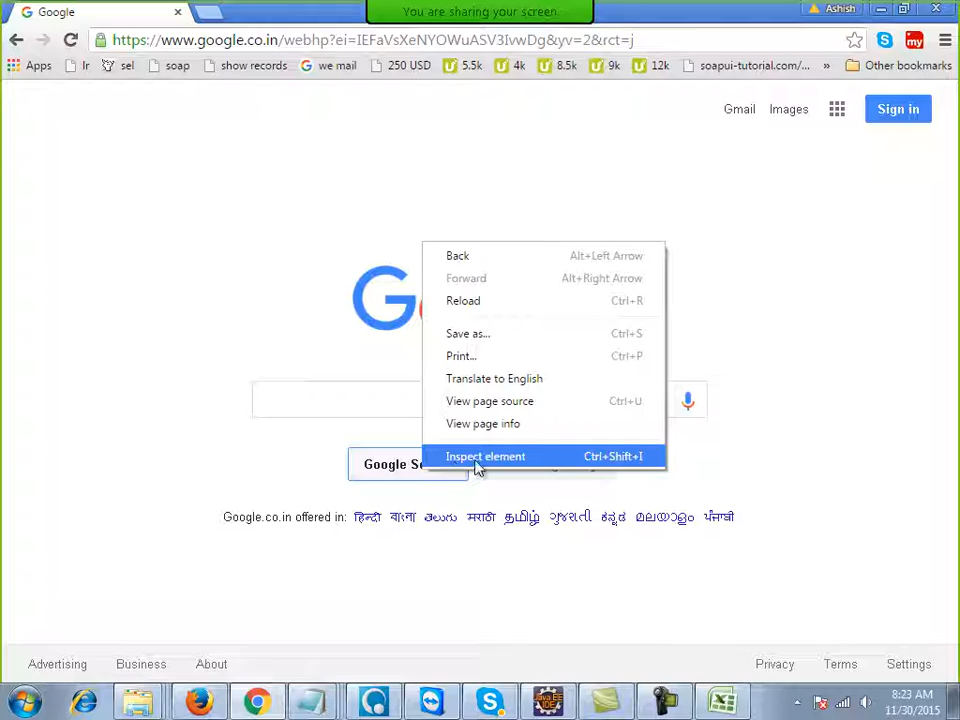 Google
You are sharing your screen
Ashish
https://www.google.co.in/webhp?ei=IEFaVsXeNYOWuASV3IvwDg&yv=2&rct=j
Apps lr sel soap show records we mail 250 USD 5.5k 4k 8.5k 9k 12k soapui-tutorial.com/... » Other bookmarks
Gmail Images Sign in
Back Alt+Left Arrow
Forward Alt+Right Arrow
Reload Ctrl+R
Save as... Ctrl+S
Print... Ctrl+P
Translate to English
View page source Ctrl+U
View page info
Inspect element Ctrl+Shift+I
Google
Google.co.in offered in: हिन्दी বাংলা తెలుగు मराठी தமிழ் ગુજરાતી ಕನ್ನಡ മലയാളം ਪੰਜਾਬੀ
Advertising Business About Privacy Terms Settings
8:23 AM
11/30/2015